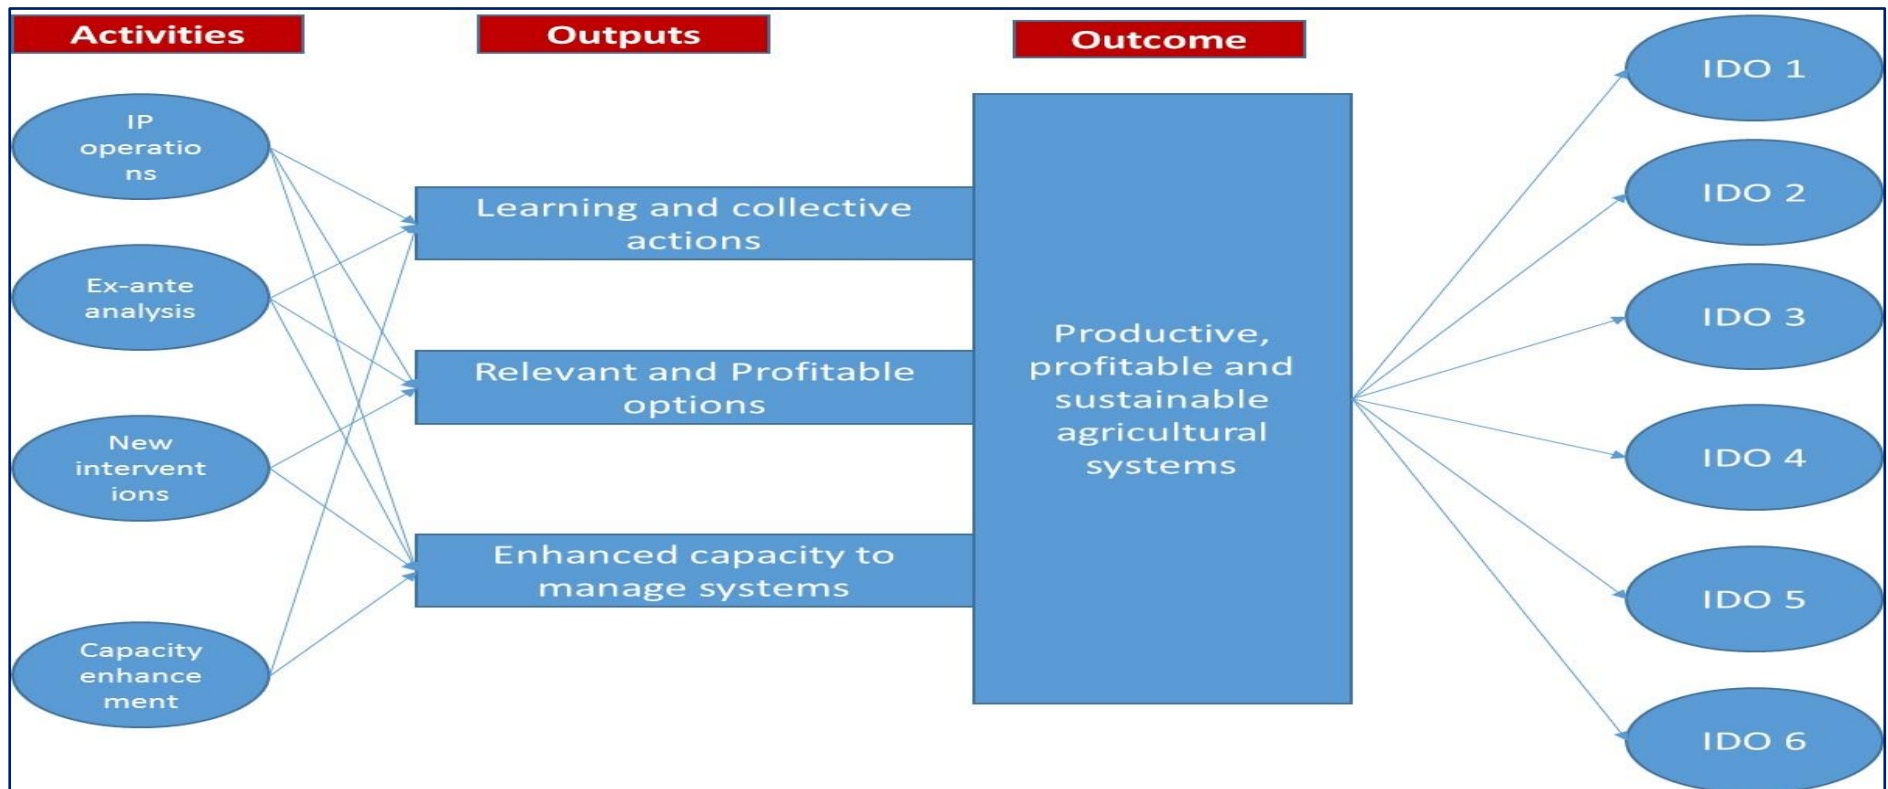 Activities
Outputs
Outcome
IP
operatio
ns
Ex-ante
analysis
New
intervent
ions
Capacity
enhance
ment
Learning and collective
actions
Relevant and Profitable
options
Enhanced capacity to
manage systems
Productive,
profitable and
sustainable
agricultural
systems
IDO 1
IDO 2
IDO 3
IDO 4
IDO 5
IDO 6